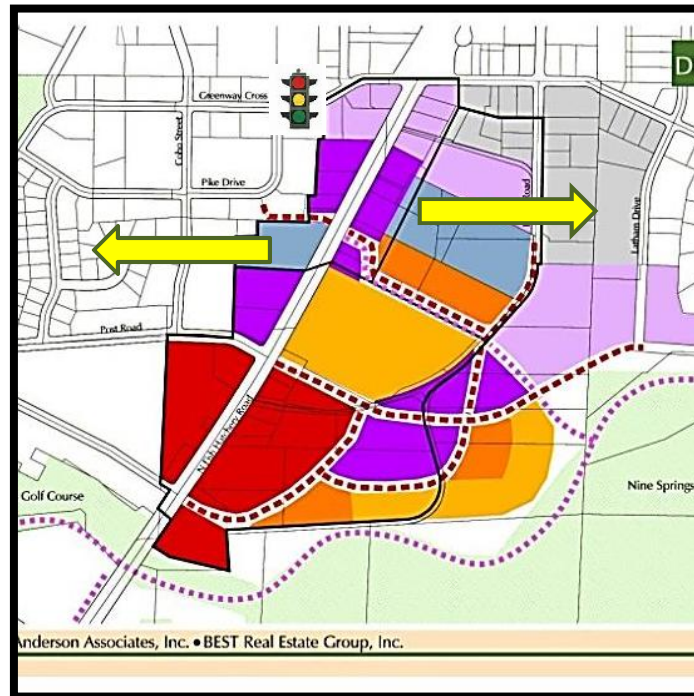 D
Greenway Cross
Coho Street
Pike Drive
Road
Latham Drive
Post Road
N Fish Hatchery Road
Golf Course
Nine Springs
Anderson Associates, Inc. • BEST Real Estate Group, Inc.